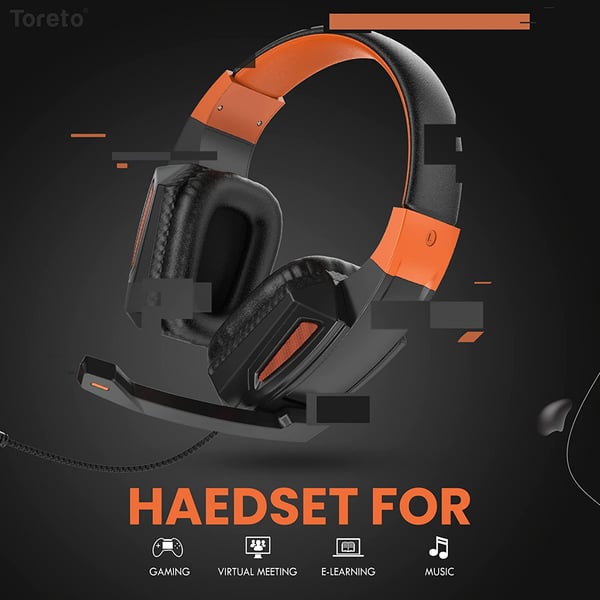 Toreto®
HAEDSET FOR
GAMING
VIRTUAL MEETING
E-LEARNING
MUSIC